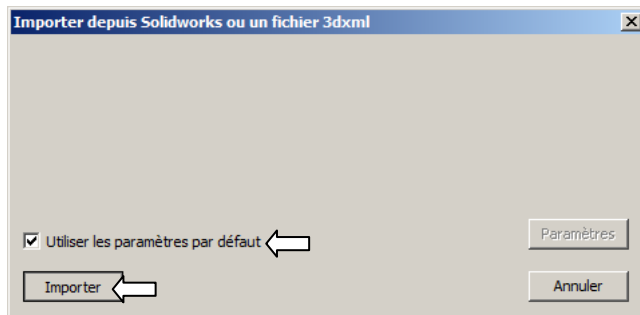 Importer depuis Solidworks ou un fichier 3dxml
Utiliser les paramètres par défaut
Paramètres
Importer
Annuler